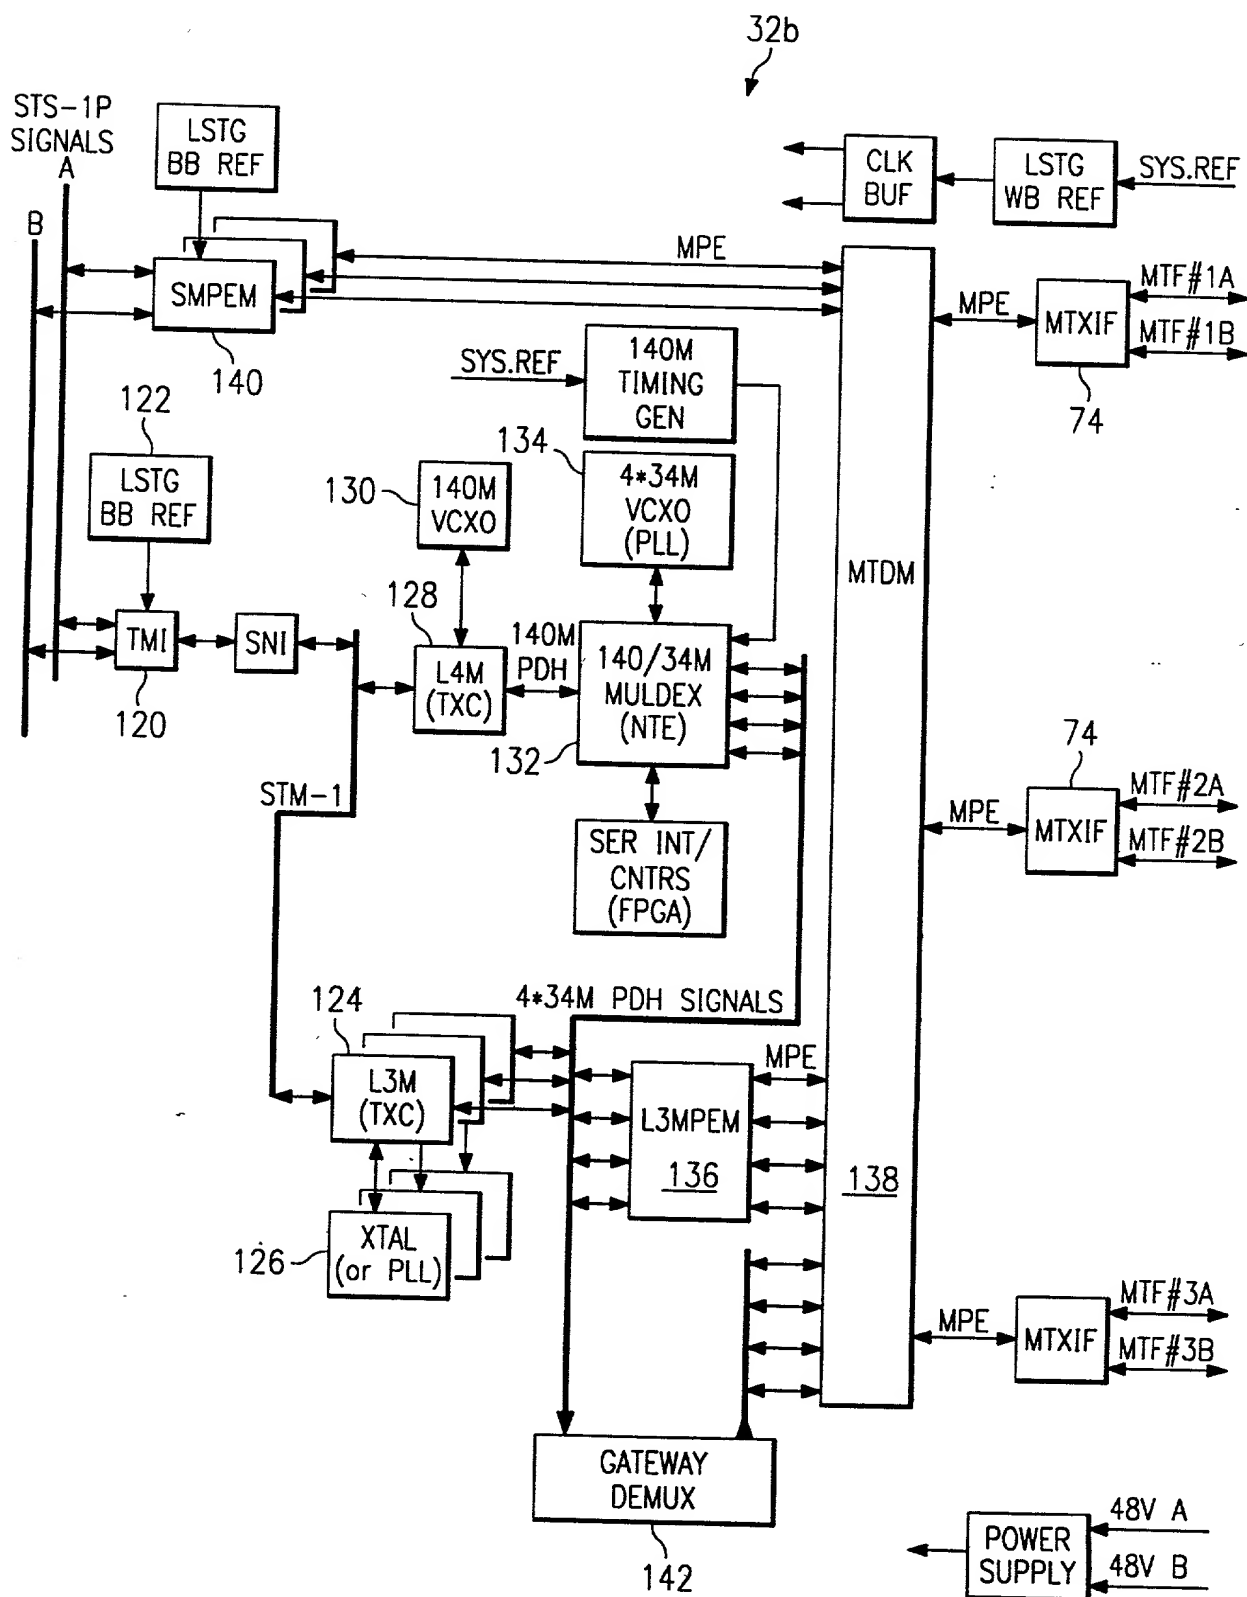 32b
STS-1P
SIGNALS
A
B
LSTG
BB REF
SMPEM
140
CLK
BUF
LSTG
WB REF
SYS.REF
MPE
MPE
MTXIF
MTF#1A
MTF#1B
74
SYS.REF
140M
TIMING
GEN
122
LSTG
BB REF
130
140M
VCXO
134
4*34M
VCXO
(PLL)
MTDM
138
TMI
120
SNI
128
L4M
(TXC)
140M
PDH
140/34M
MULDEX
(NTE)
132
STM-1
SER INT/
CNTRS
(FPGA)
74
MPE
MTXIF
MTF#2A
MTF#2B
124
L3M
(TXC)
4*34M PDH SIGNALS
MPE
L3MPEM
136
126
XTAL
(or PLL)
MPE
MTXIF
MTF#3A
MTF#3B
GATEWAY
DEMUX
142
POWER
SUPPLY
48V A
48V B